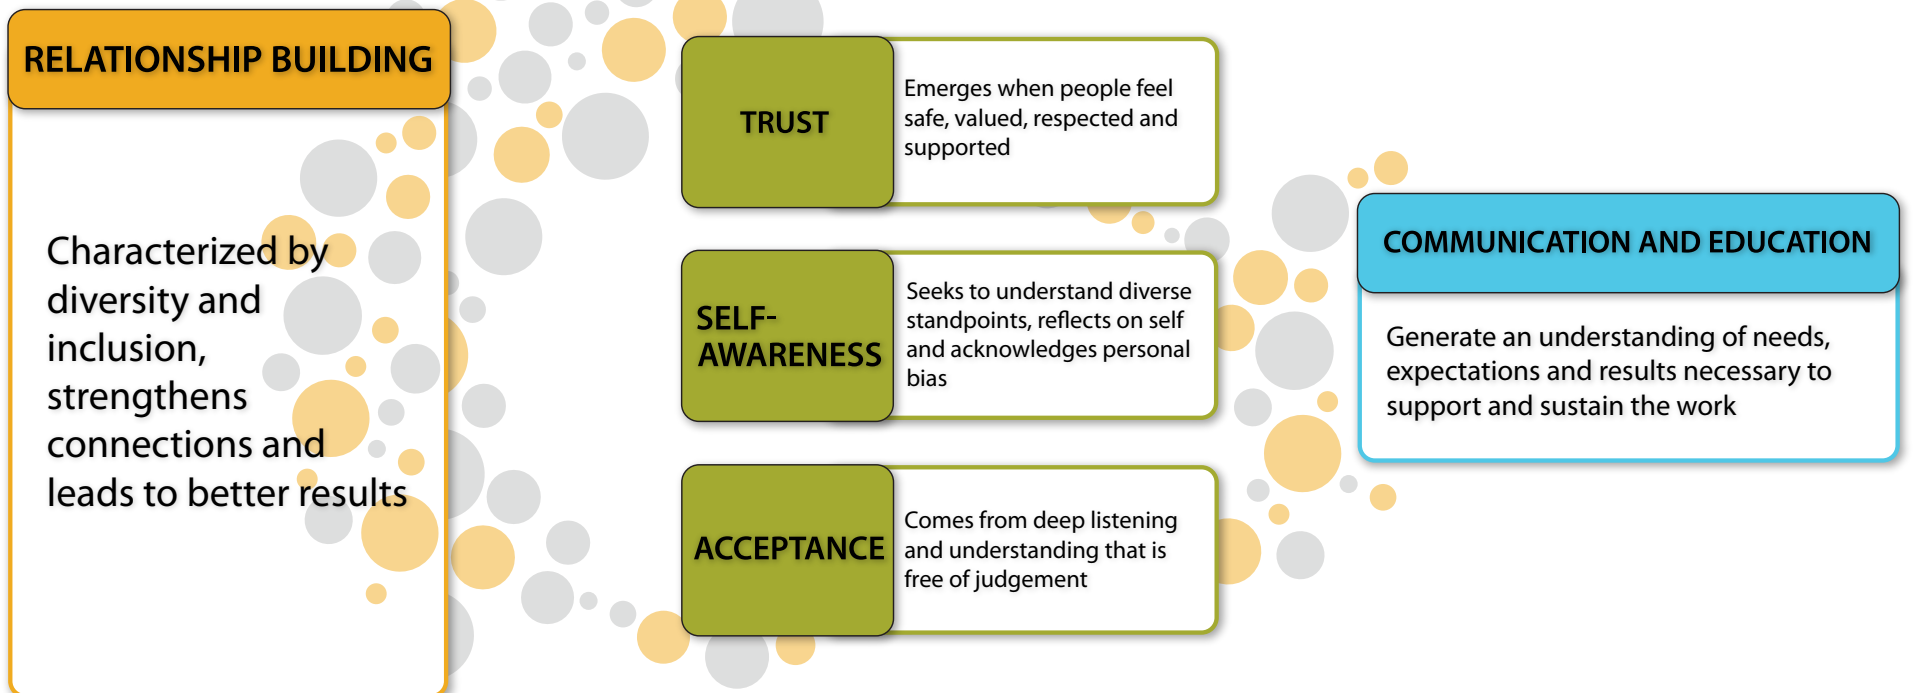 RELATIONSHIP BUILDING
Characterized by
diversity and
inclusion,
strengthens
connections and
leads to better results
TRUST
Emerges when people feel
safe, valued, respected and
supported
SELF-
AWARENESS
Seeks to understand diverse
standpoints, reflects on self
and acknowledges personal
bias
ACCEPTANCE
Comes from deep listening
and understanding that is
free of judgement
COMMUNICATION AND EDUCATION
Generate an understanding of needs,
expectations and results necessary to
support and sustain the work